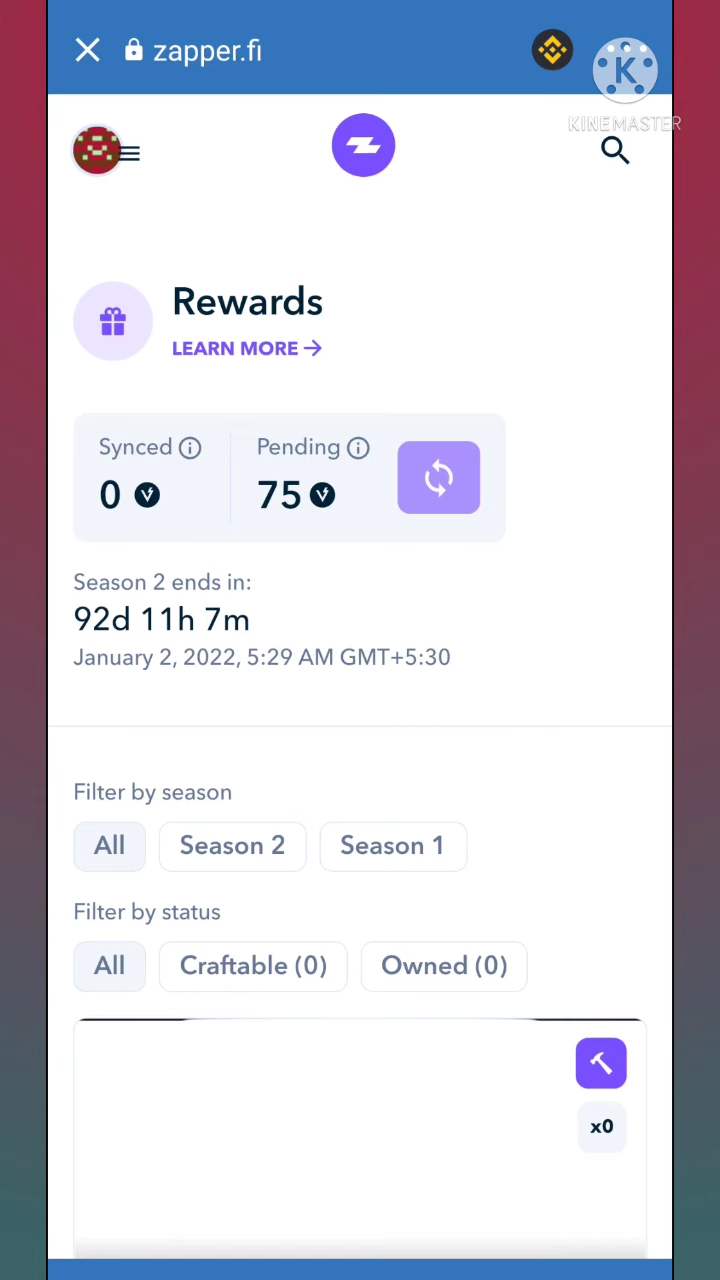 zapper.fi
K
KINEMASTER
Rewards
LEARN MORE →
Synced Pending
0 75
Season 2 ends in:
92d 11h 7m
January 2, 2022, 5:29 AM GMT+5:30
Filter by season
All Season 2 Season 1
Filter by status
All Craftable (0) Owned (0)
x0